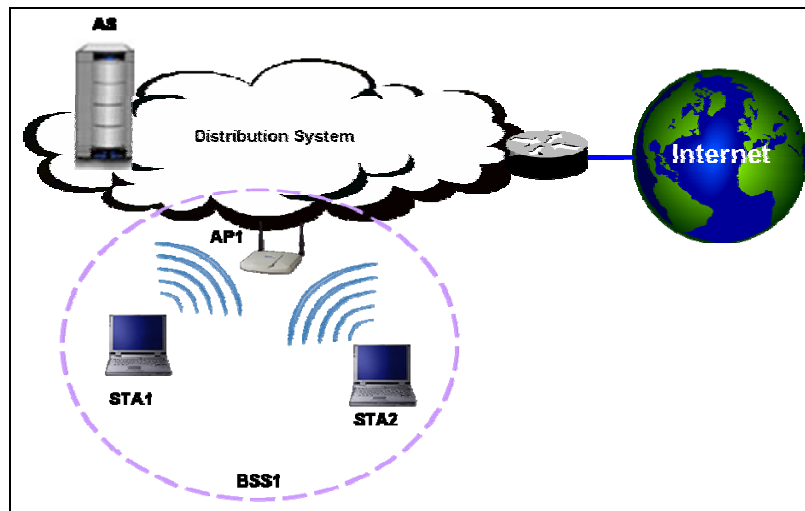 AS
Distribution System
Internet
AP1
STA1
STA2
BSS1